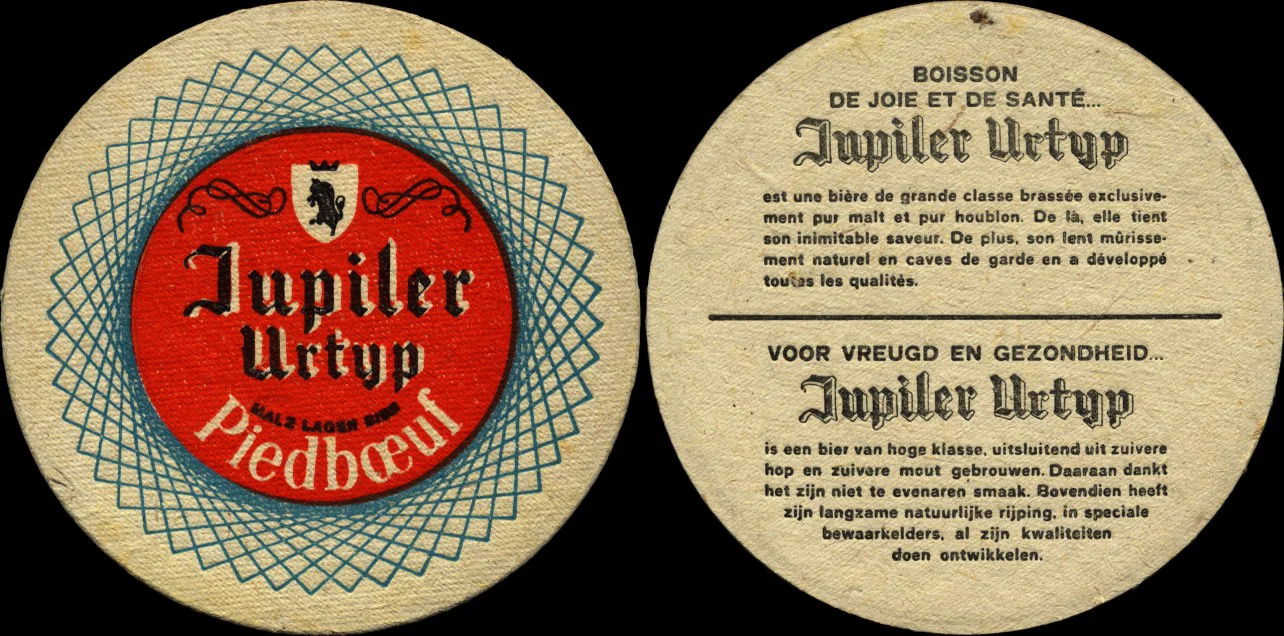 Jupiler
Urtyp
MALZ LAGER BIER
Piedbœuf
BOISSON
DE JOIE ET DE SANTÉ...
Jupiler Urtyp
est une bière de grande classe brassée exclusive-
ment pur malt et pur houblon. De là, elle tient
son inimitable saveur. De plus, son lent mûrisse-
ment naturel en caves de garde en a développé
toutes les qualités.
VOOR VREUGD EN GEZONDHEID...
Jupiler Urtyp
is een bier van hoge klasse, uitsluitend uit zuivere
hop en zuivere mout gebrouwen. Daaraan dankt
het zijn niet te evenaren smaak. Bovendien heeft
zijn langzame natuurlijke rijping, in speciale
bewaarkelders, al zijn kwaliteiten
doen ontwikkelen.